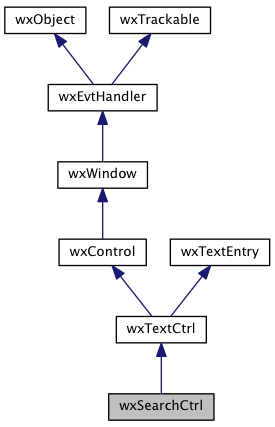 wxObject
wxTrackable
wxEvtHandler
wxWindow
wxControl
wxTextEntry
wxTextCtrl
wxSearchCtrl